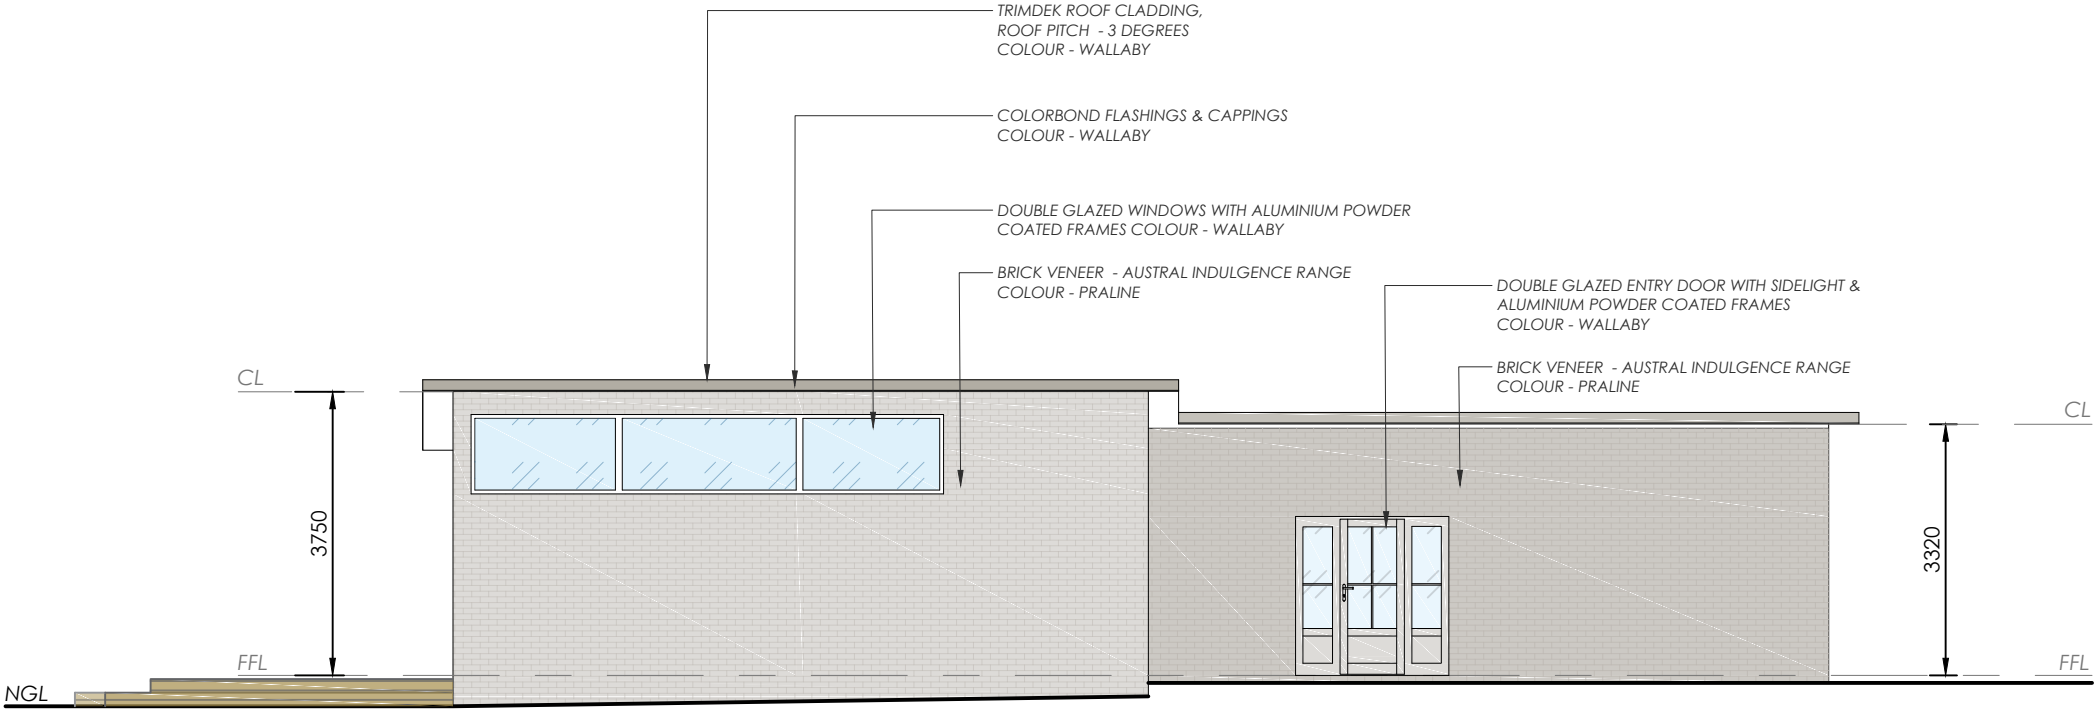 TRIMDEK ROOF CLADDING,
ROOF PITCH - 3 DEGREES
COLOUR - WALLABY
COLORBOND FLASHINGS & CAPPINGS
COLOUR - WALLABY
DOUBLE GLAZED WINDOWS WITH ALUMINIUM POWDER
COATED FRAMES COLOUR - WALLABY
BRICK VENEER - AUSTRAL INDULGENCE RANGE
COLOUR - PRALINE
DOUBLE GLAZED ENTRY DOOR WITH SIDELIGHT &
ALUMINIUM POWDER COATED FRAMES
COLOUR - WALLABY
BRICK VENEER - AUSTRAL INDULGENCE RANGE
COLOUR - PRALINE
CL
CL
3750
3320
FFL
FFL
NGL